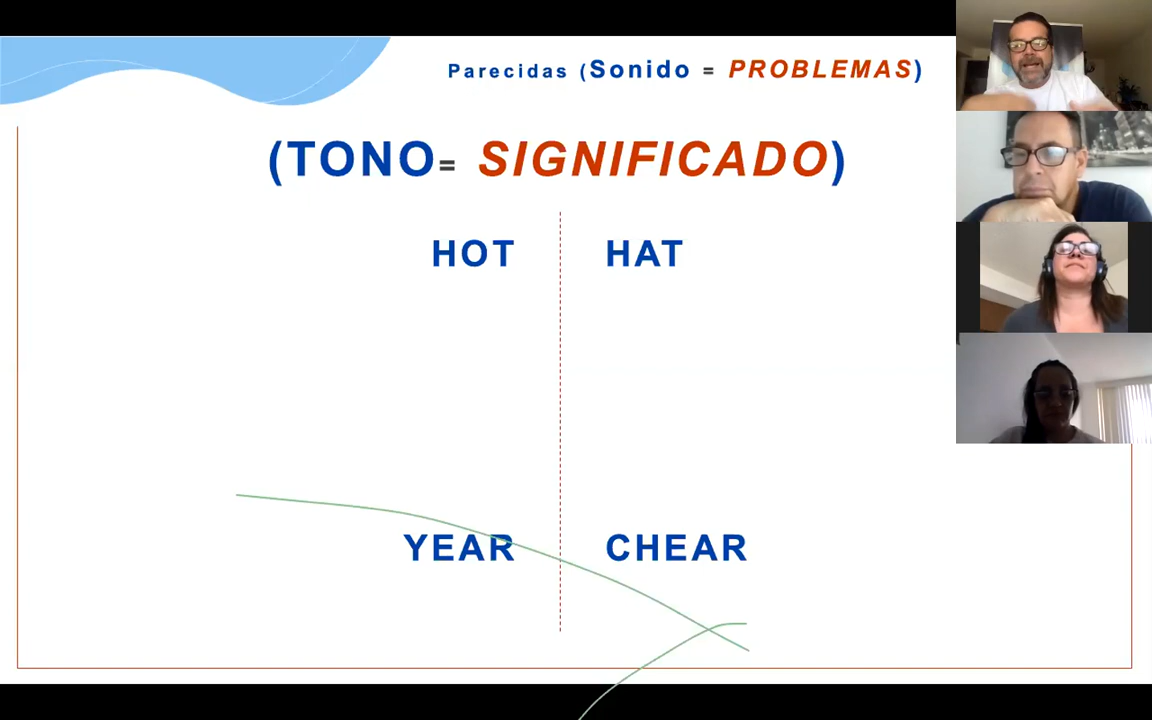 Parecidas (Sonido = PROBLEMAS)
(TONO= SIGNIFICADO)
HOT HAT
YEAR CHEAR